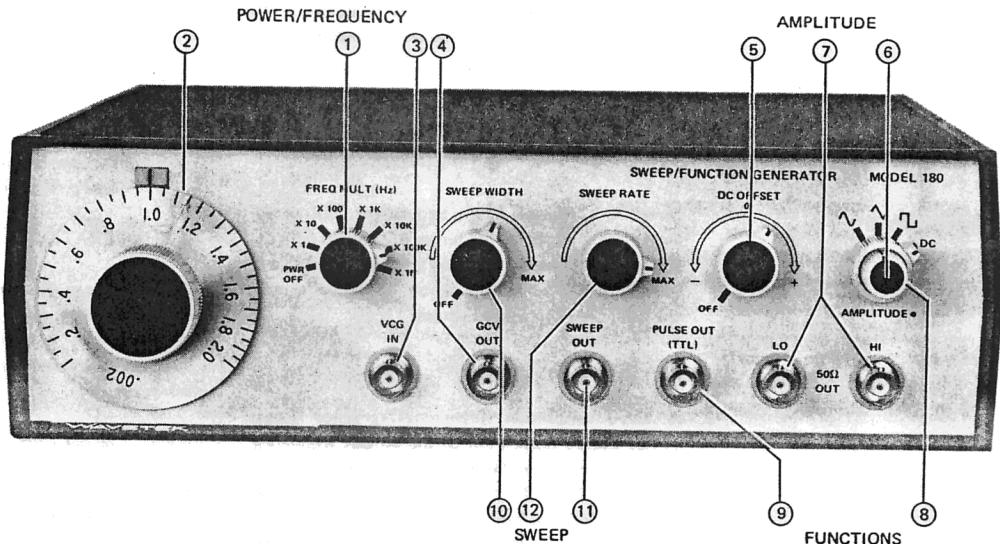 POWER/FREQUENCY
AMPLITUDE
② ① ③ ④ ⑤ ⑦ ⑥
SWEEP/FUNCTION GENERATOR MODEL 180
FREQ MULT (Hz)
SWEEP WIDTH
SWEEP RATE
DC OFFSET
0
X 100 X 1K
X 10 X 10K
X 1 X 100K
PWR OFF
OFF MAX
MAX
OFF − +
DC
AMPLITUDE
.002 .2 .4 .6 .8 1.0 1.2 1.4 1.6 1.8 2.0
VCG IN
GCV OUT
SWEEP OUT
PULSE OUT (TTL)
LO
50Ω OUT
HI
WAVETEK
⑩ ⑫ ⑪ ⑨ ⑧
SWEEP
FUNCTIONS